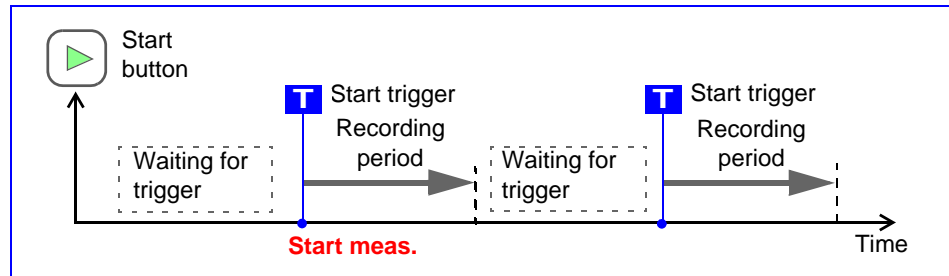 Start
button
T
Start trigger
T
Start trigger
Recording
period
Recording
period
Waiting for
trigger
Waiting for
trigger
Start meas.
Time